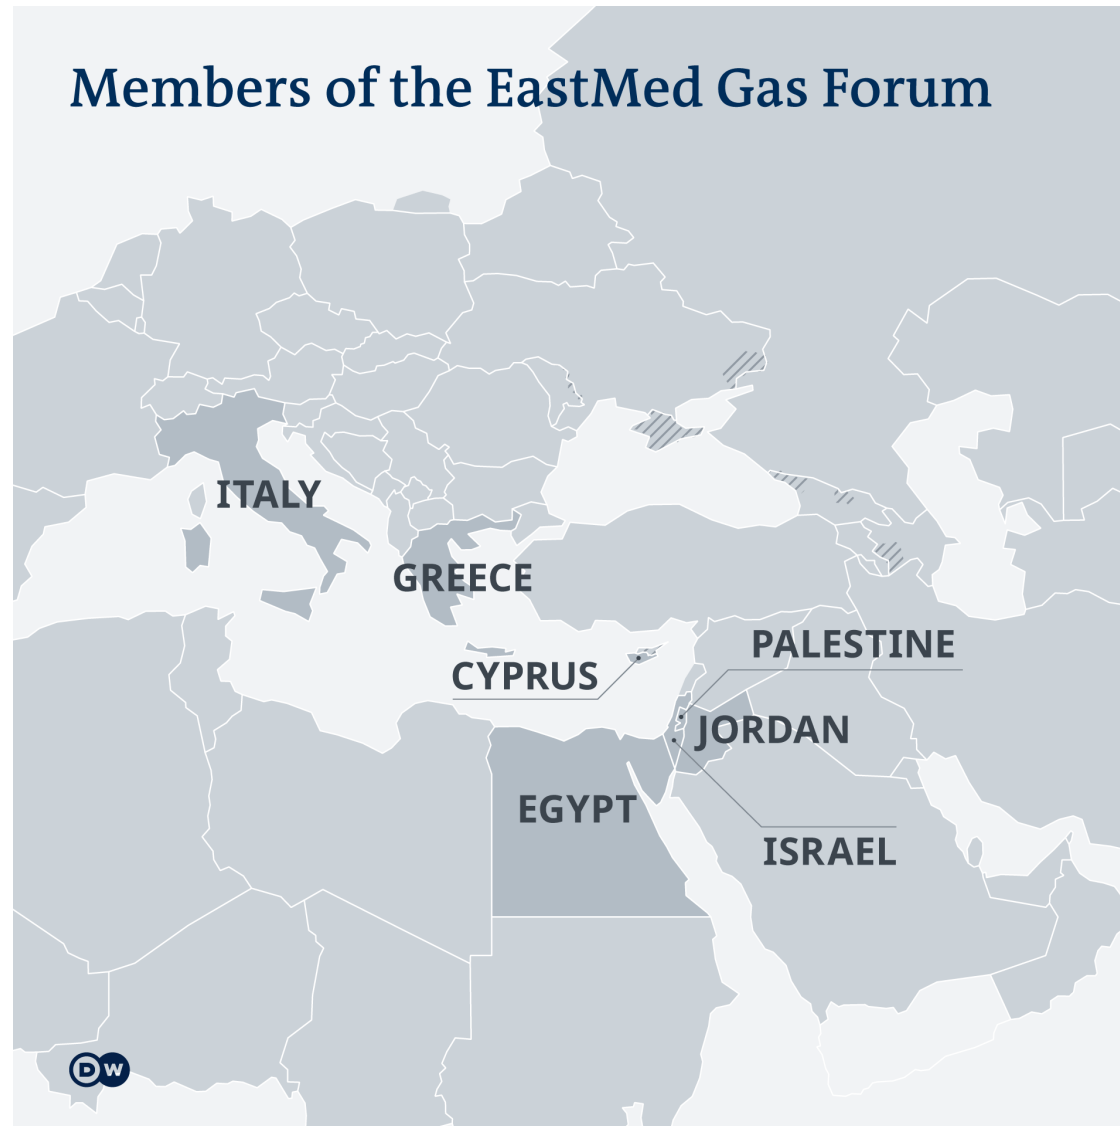 Members of the EastMed Gas Forum
ITALY
GREECE
PALESTINE
CYPRUS
JORDAN
EGYPT
ISRAEL
DW